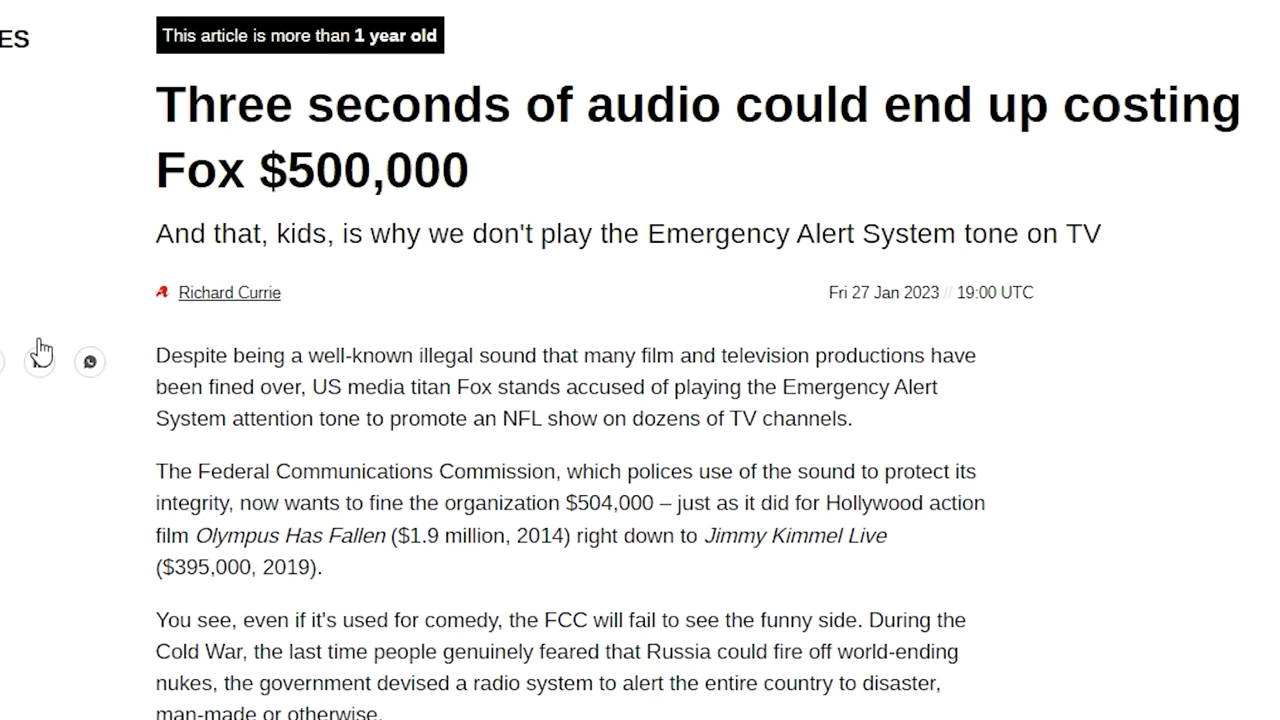 ES
This article is more than 1 year old
Three seconds of audio could end up costing
Fox $500,000
And that, kids, is why we don't play the Emergency Alert System tone on TV
Richard Currie
Fri 27 Jan 2023 // 19:00 UTC
Despite being a well-known illegal sound that many film and television productions have
been fined over, US media titan Fox stands accused of playing the Emergency Alert
System attention tone to promote an NFL show on dozens of TV channels.
The Federal Communications Commission, which polices use of the sound to protect its
integrity, now wants to fine the organization $504,000 – just as it did for Hollywood action
film Olympus Has Fallen ($1.9 million, 2014) right down to Jimmy Kimmel Live
($395,000, 2019).
You see, even if it's used for comedy, the FCC will fail to see the funny side. During the
Cold War, the last time people genuinely feared that Russia could fire off world-ending
nukes, the government devised a radio system to alert the entire country to disaster,
man-made or otherwise.